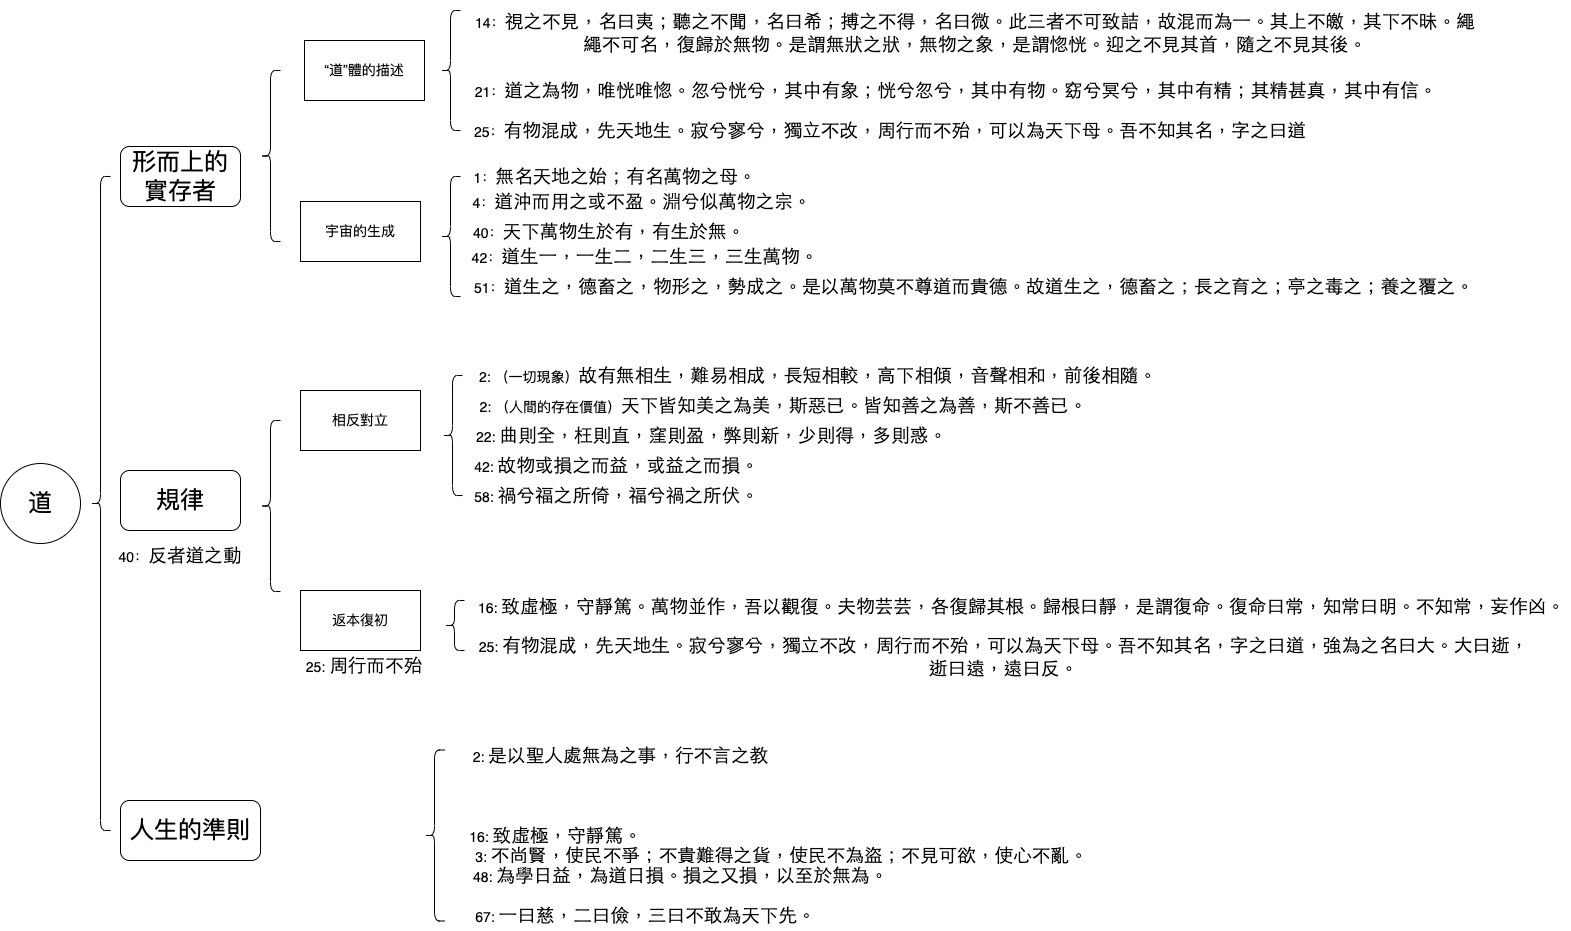 14：視之不見，名曰夷；聽之不聞，名曰希；搏之不得，名曰微。此三者不可致詰，故混而為一。其上不皦，其下不昧。繩
繩不可名，復歸於無物。是謂無狀之狀，無物之象，是謂惚恍。迎之不見其首，隨之不見其後。
“道”體的描述
21：道之為物，唯恍唯惚。忽兮恍兮，其中有象；恍兮忽兮，其中有物。窈兮冥兮，其中有精；其精甚真，其中有信。
25：有物混成，先天地生。寂兮寥兮，獨立不改，周行而不殆，可以為天下母。吾不知其名，字之曰道
形而上的
實存者
1：無名天地之始；有名萬物之母。
4：道沖而用之或不盈。淵兮似萬物之宗。
宇宙的生成
40：天下萬物生於有，有生於無。
42：道生一，一生二，二生三，三生萬物。
51：道生之，德畜之，物形之，勢成之。是以萬物莫不尊道而貴德。故道生之，德畜之；長之育之；亭之毒之；養之覆之。
2:（一切現象）故有無相生，難易相成，長短相較，高下相傾，音聲相和，前後相隨。
2:（人間的存在價值）天下皆知美之為美，斯惡已。皆知善之為善，斯不善已。
相反對立
22: 曲則全，枉則直，窪則盈，弊則新，少則得，多則惑。
42: 故物或損之而益，或益之而損。
58: 禍兮福之所倚，福兮禍之所伏。
道
規律
40：反者道之動
16: 致虛極，守靜篤。萬物並作，吾以觀復。夫物芸芸，各復歸其根。歸根曰靜，是謂復命。復命曰常，知常曰明。不知常，妄作凶。
返本復初
25: 有物混成，先天地生。寂兮寥兮，獨立不改，周行而不殆，可以為天下母。吾不知其名，字之曰道，強為之名曰大。大曰逝，
逝曰遠，遠曰反。
25: 周行而不殆
2: 是以聖人處無為之事，行不言之教
人生的準則
16: 致虛極，守靜篤。
3: 不尚賢，使民不爭；不貴難得之貨，使民不為盜；不見可欲，使心不亂。
48: 為學日益，為道日損。損之又損，以至於無為。
67: 一曰慈，二曰儉，三曰不敢為天下先。